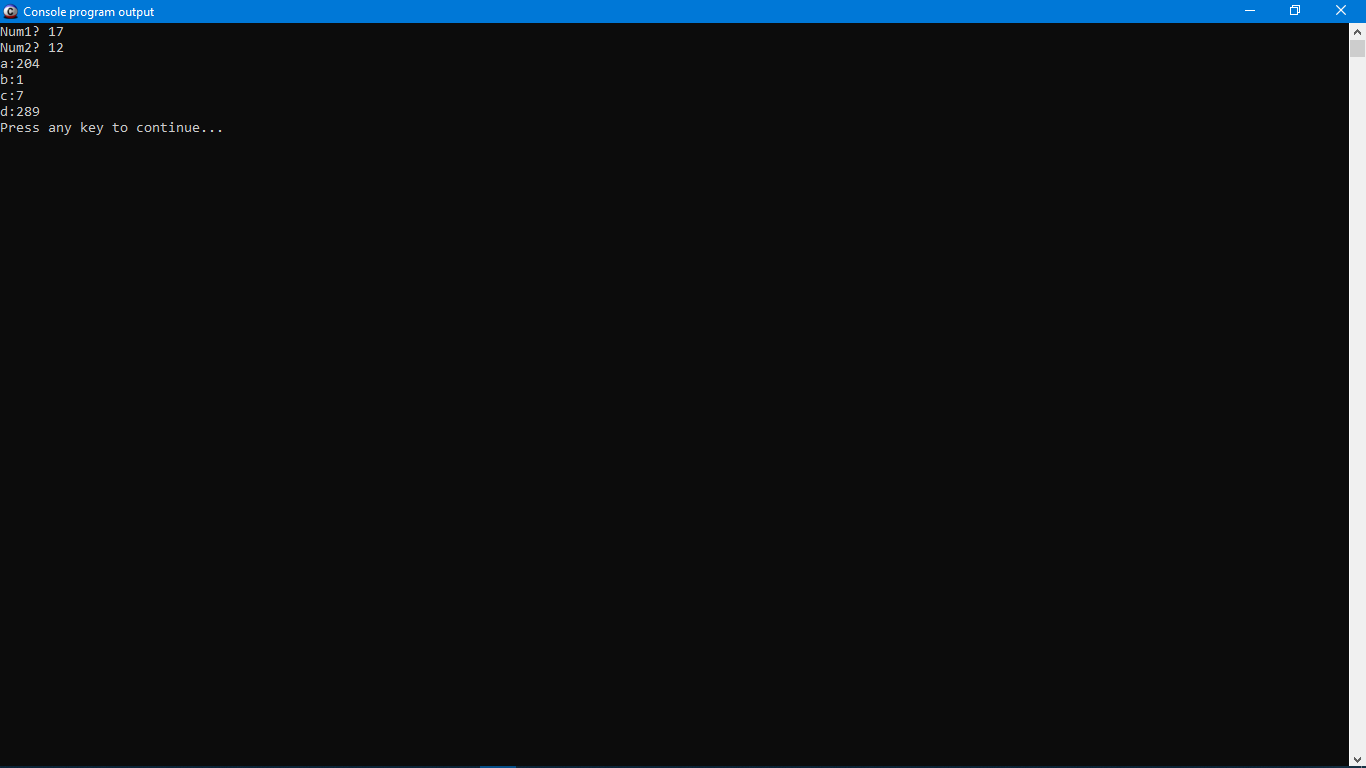 Console program output
Num1? 17
Num2? 12
a:204
b:1
c:7
d:289
Press any key to continue...